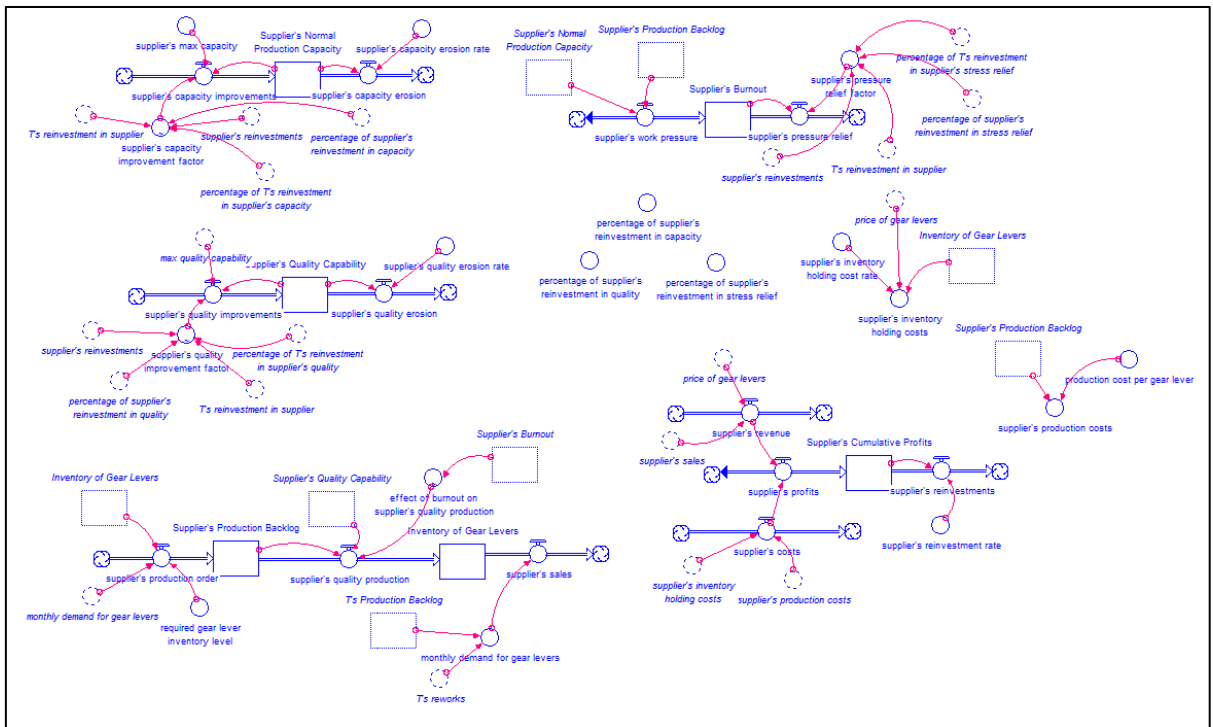 supplier's max capacity
Supplier's Normal
Production Capacity
supplier's capacity erosion rate
supplier's capacity improvements
supplier's capacity erosion
T's reinvestment in supplier
supplier's reinvestments
percentage of supplier's
reinvestment in capacity
supplier's capacity
improvement factor
percentage of T's reinvestment
in supplier's capacity
Supplier's Normal
Production Capacity
Supplier's Production Backlog
percentage of T's reinvestment
in supplier's stress relief
supplier's pressure
relief factor
Supplier's Burnout
percentage of supplier's
reinvestment in stress relief
supplier's work pressure
supplier's pressure relief
supplier's reinvestments
T's reinvestment in supplier
max quality capability
Supplier's Quality Capability
supplier's quality erosion rate
supplier's quality improvements
supplier's quality erosion
supplier's reinvestments
supplier's quality
improvement factor
percentage of T's reinvestment
in supplier's quality
percentage of supplier's
reinvestment in quality
T's reinvestment in supplier
percentage of supplier's
reinvestment in capacity
percentage of supplier's
reinvestment in quality
percentage of supplier's
reinvestment in stress relief
price of gear levers
Inventory of Gear Levers
supplier's inventory
holding cost rate
supplier's inventory
holding costs
Supplier's Production Backlog
production cost per gear lever
supplier's production costs
price of gear levers
supplier's revenue
supplier's sales
Supplier's Cumulative Profits
supplier's profits
supplier's reinvestments
supplier's costs
supplier's reinvestment rate
supplier's inventory
holding costs
supplier's production costs
Supplier's Burnout
Inventory of Gear Levers
Supplier's Quality Capability
effect of burnout on
supplier's quality production
Supplier's Production Backlog
Inventory of Gear Levers
supplier's production order
supplier's quality production
supplier's sales
monthly demand for gear levers
required gear lever
inventory level
T's Production Backlog
monthly demand for gear levers
T's reworks